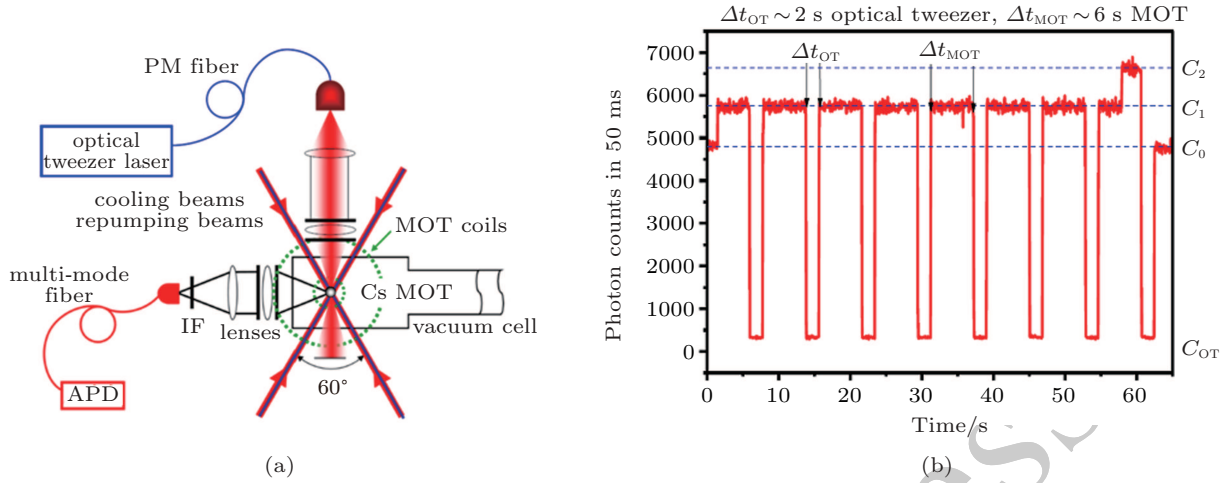 PM fiber
optical
tweezer laser
cooling beams
repumping beams
MOT coils
multi-mode
fiber
Cs MOT
IF
lenses
vacuum cell
60°
APD
(a)
Δt_OT ~ 2 s optical tweezer, Δt_MOT ~ 6 s MOT
Photon counts in 50 ms
7000
6000
5000
4000
3000
2000
1000
0
Δt_OT
Δt_MOT
C_2
C_1
C_0
C_OT
0
10
20
30
40
50
60
Time/s
(b)